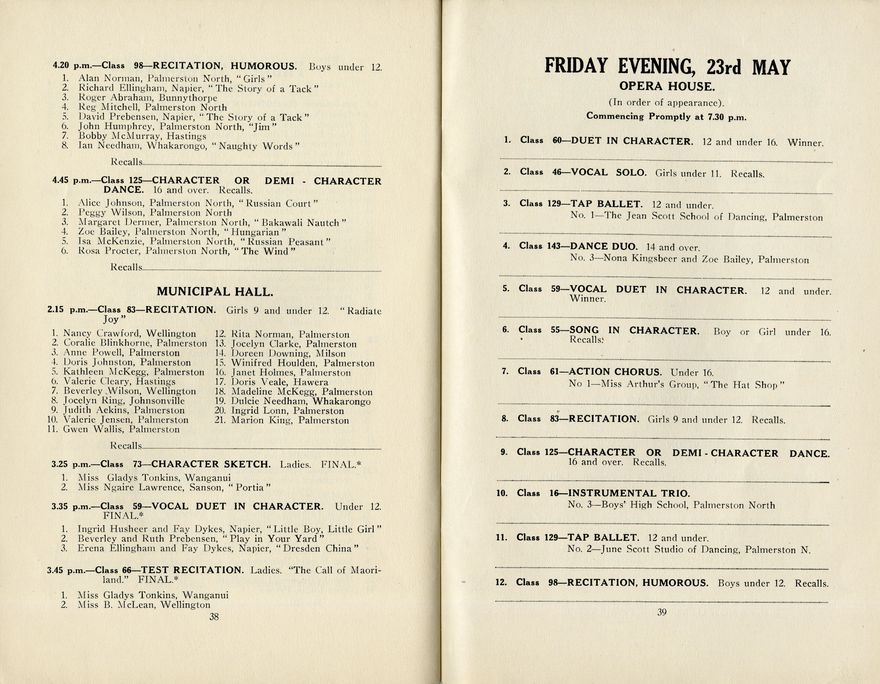 4.20 p.m.—Class 98—RECITATION, HUMOROUS. Boys under 12.
1. Alan Norman, Palmerston North, "Girls"
2. Richard Ellingham, Napier, "The Story of a Tack"
3. Roger Abraham, Bunnythorpe
4. Reg Mitchell, Palmerston North
5. David Prebensen, Napier, "The Story of a Tack"
6. John Humphrey, Palmerston North, "Jim"
7. Bobby McMurray, Hastings
8. Ian Needham, Whakarongo, "Naughty Words"
Recalls
4.45 p.m.—Class 125—CHARACTER OR DEMI - CHARACTER
DANCE. 16 and over. Recalls.
1. Alice Johnson, Palmerston North, "Russian Court"
2. Peggy Wilson, Palmerston North
3. Margaret Dermer, Palmerston North, "Bakawali Nautch"
4. Zoe Bailey, Palmerston North, "Hungarian"
5. Isa McKenzie, Palmerston North, "Russian Peasant"
6. Rosa Procter, Palmerston North, "The Wind"
Recalls
MUNICIPAL HALL.
2.15 p.m.—Class 83—RECITATION. Girls 9 and under 12. "Radiate
Joy"
1. Nancy Crawford, Wellington
2. Coralie Blinkhorne, Palmerston
3. Anne Powell, Palmerston
4. Doris Johnston, Palmerston
5. Kathleen McKegg, Palmerston
6. Valerie Cleary, Hastings
7. Beverley Wilson, Wellington
8. Jocelyn Ring, Johnsonville
9. Judith Aekins, Palmerston
10. Valerie Jensen, Palmerston
11. Gwen Wallis, Palmerston
12. Rita Norman, Palmerston
13. Jocelyn Clarke, Palmerston
14. Doreen Downing, Milson
15. Winifred Houlden, Palmerston
16. Janet Holmes, Palmerston
17. Doris Veale, Hawera
18. Madeline McKegg, Palmerston
19. Dulcie Needham, Whakarongo
20. Ingrid Lonn, Palmerston
21. Marion King, Palmerston
Recalls
3.25 p.m.—Class 73—CHARACTER SKETCH. Ladies. FINAL.*
1. Miss Gladys Tonkins, Wanganui
2. Miss Ngaire Lawrence, Sanson, "Portia"
3.35 p.m.—Class 59—VOCAL DUET IN CHARACTER. Under 12.
FINAL.*
1. Ingrid Husheer and Fay Dykes, Napier, "Little Boy, Little Girl"
2. Beverley and Ruth Prebensen, "Play in Your Yard"
3. Erena Ellingham and Fay Dykes, Napier, "Dresden China"
3.45 p.m.—Class 66—TEST RECITATION. Ladies. "The Call of Maori-
land." FINAL.*
1. Miss Gladys Tonkins, Wanganui
2. Miss B. McLean, Wellington
38
FRIDAY EVENING, 23rd MAY
OPERA HOUSE.
(In order of appearance).
Commencing Promptly at 7.30 p.m.
1. Class 60—DUET IN CHARACTER. 12 and under 16. Winner.
2. Class 46—VOCAL SOLO. Girls under 11. Recalls.
3. Class 129—TAP BALLET. 12 and under.
No. 1—The Jean Scott School of Dancing, Palmerston
4. Class 143—DANCE DUO. 14 and over.
No. 3—Nona Kingsbeer and Zoe Bailey, Palmerston
5. Class 59—VOCAL DUET IN CHARACTER. 12 and under.
Winner.
6. Class 55—SONG IN CHARACTER. Boy or Girl under 16.
Recalls.
7. Class 61—ACTION CHORUS. Under 16.
No 1—Miss Arthur's Group, "The Hat Shop"
8. Class 83—RECITATION. Girls 9 and under 12. Recalls.
9. Class 125—CHARACTER OR DEMI - CHARACTER DANCE.
16 and over. Recalls.
10. Class 16—INSTRUMENTAL TRIO.
No. 3—Boys' High School, Palmerston North
11. Class 129—TAP BALLET. 12 and under.
No. 2—June Scott Studio of Dancing, Palmerston N.
12. Class 98—RECITATION, HUMOROUS. Boys under 12. Recalls.
39